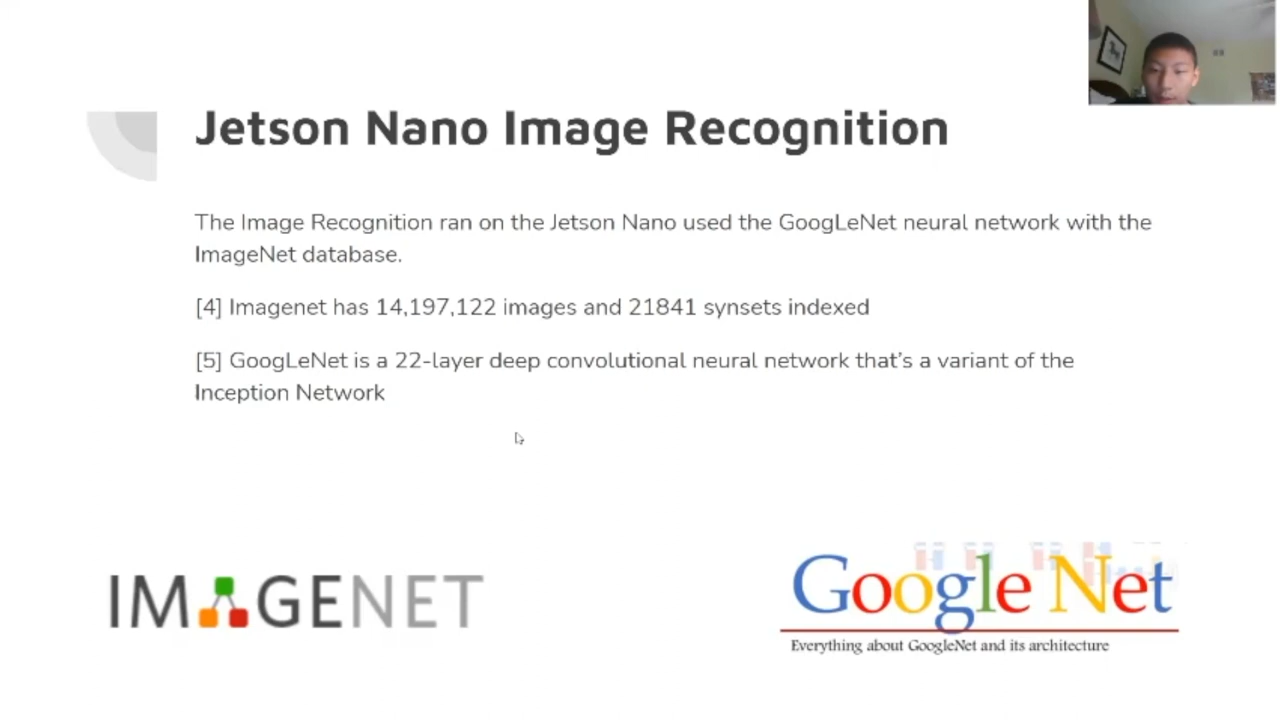 Jetson Nano Image Recognition
The Image Recognition ran on the Jetson Nano used the GoogLeNet neural network with the
ImageNet database.
[4] Imagenet has 14,197,122 images and 21841 synsets indexed
[5] GoogLeNet is a 22-layer deep convolutional neural network that's a variant of the
Inception Network
IMAGENET
Google Net
Everything about GoogleNet and its architecture